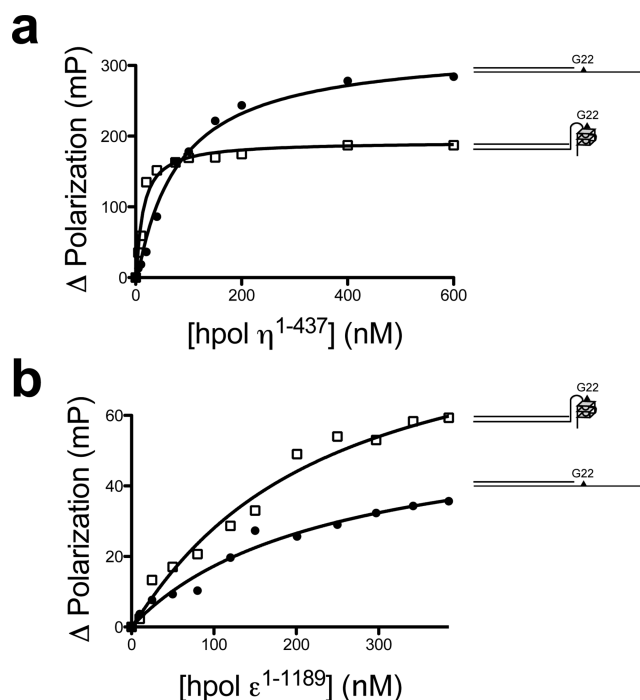 a
Δ Polarization (mP)
300
200
100
0
0 200 400 600
[hpol η1-437] (nM)
G22
G22
b
Δ Polarization (mP)
60
40
20
0
0 100 200 300
[hpol ε1-1189] (nM)
G22
G22